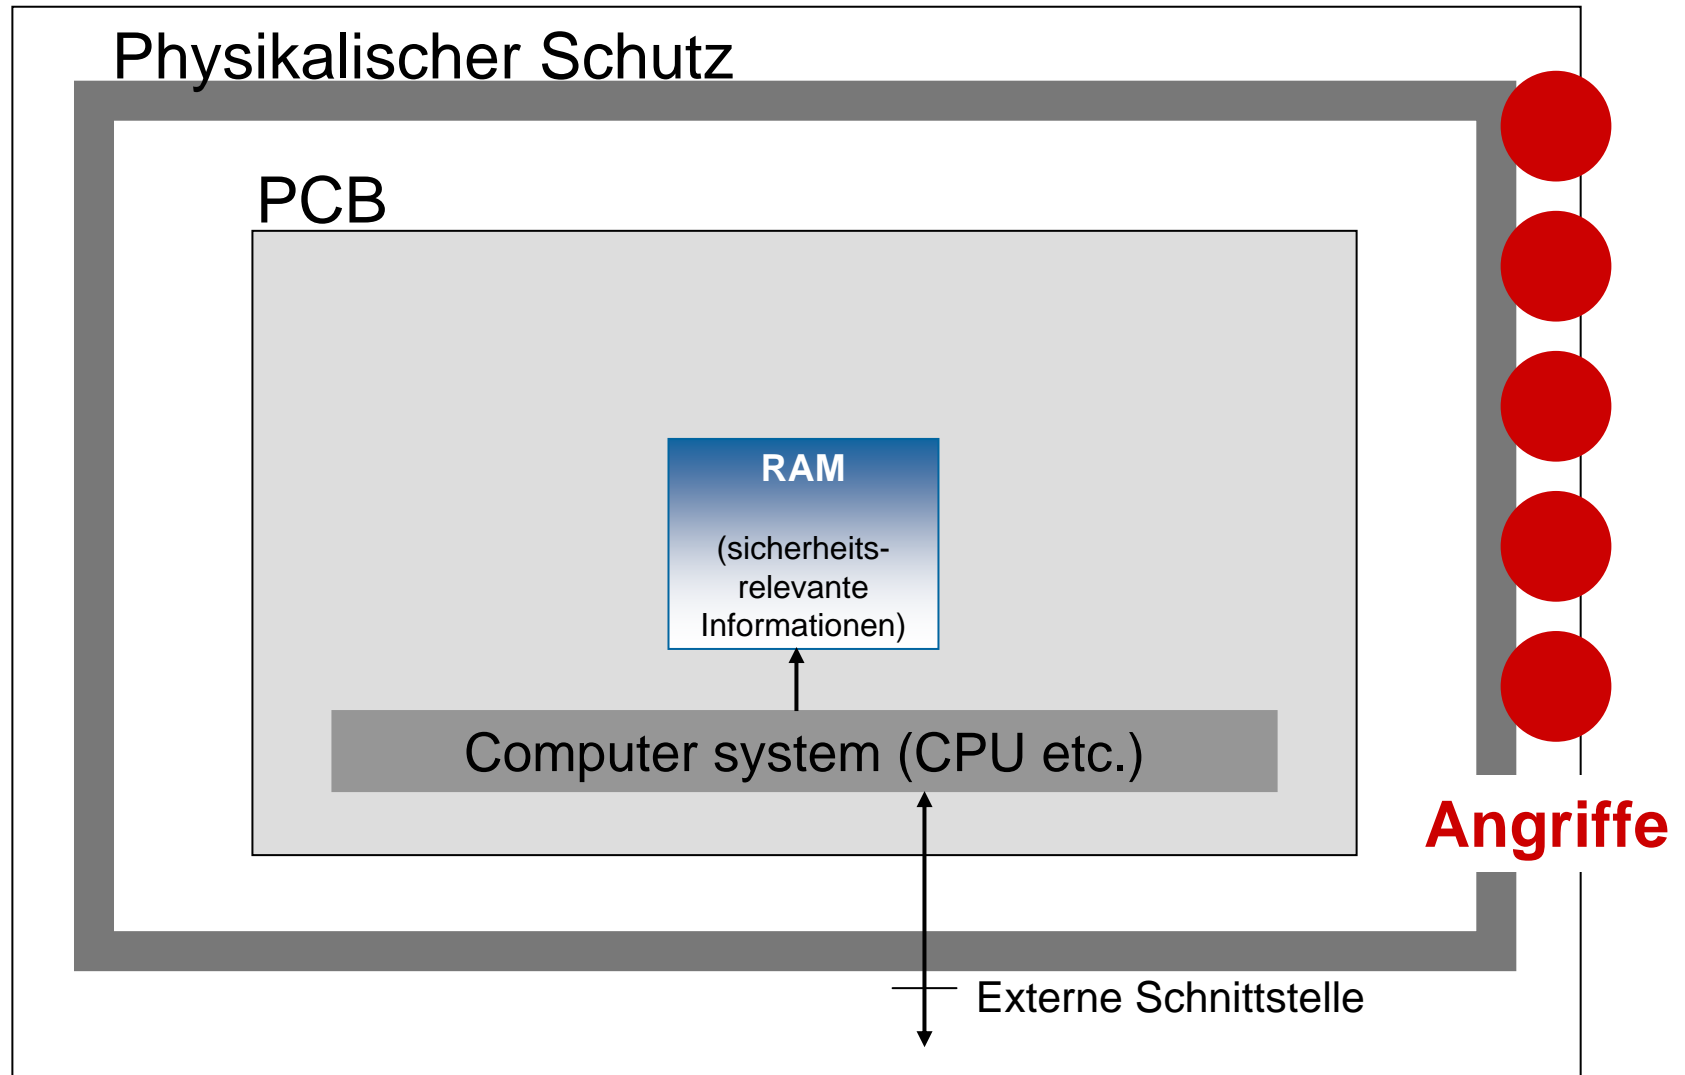 Physikalischer Schutz
PCB
RAM
(sicherheits-
relevante
Informationen)
Computer system (CPU etc.)
Angriffe
Externe Schnittstelle